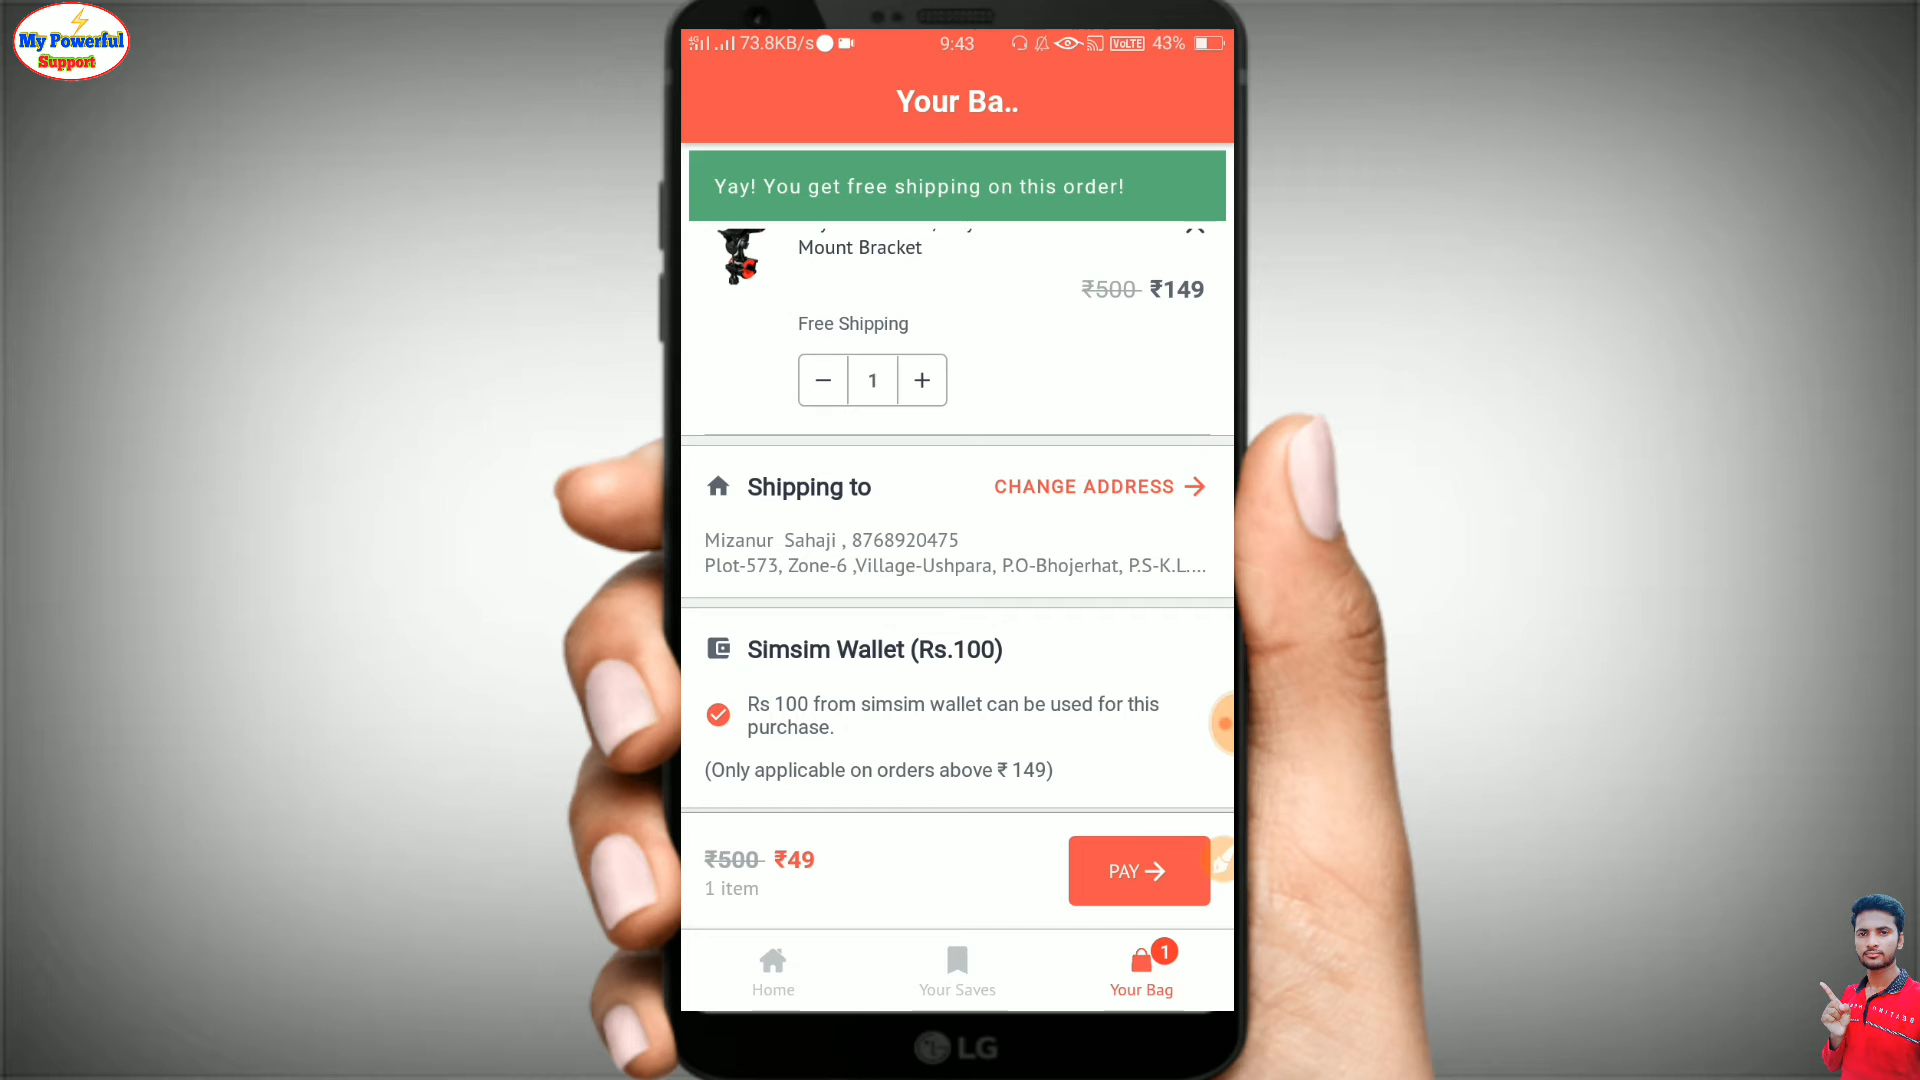 My Powerful
Support
4G 73.8KB/s 9:43 VoLTE 43%
Your Ba..
Yay! You get free shipping on this order!
Mount Bracket
₹500 ₹149
Free Shipping
− 1 +
Shipping to CHANGE ADDRESS →
Mizanur Sahaji , 8768920475
Plot-573, Zone-6 ,Village-Ushpara, P.O-Bhojerhat, P.S-K.L....
Simsim Wallet (Rs.100)
Rs 100 from simsim wallet can be used for this
purchase.
(Only applicable on orders above ₹ 149)
₹500 ₹49
PAY →
1 item
1
Home Your Saves Your Bag
LG